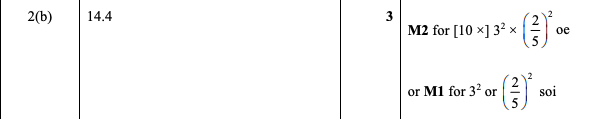 2(b) 14.4 3 M2 for [10 ×] 3² × (2/5)² oe
or M1 for 3² or (2/5)² soi